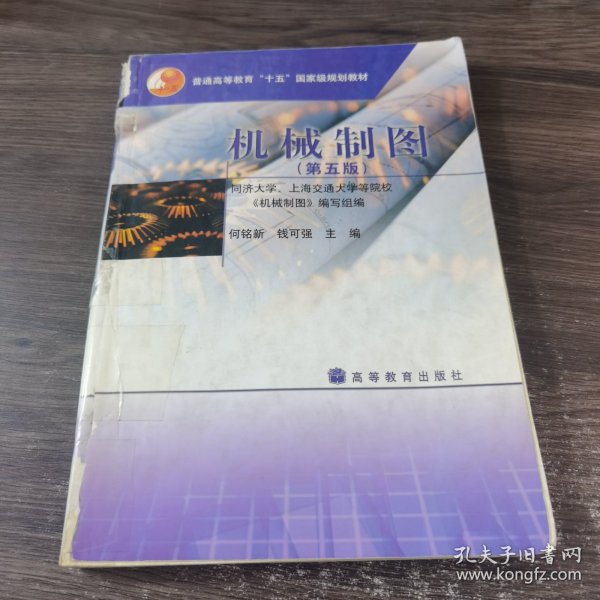 普通高等教育“十五”国家级规划教材
机械制图
(第五版)
同济大学、上海交通大学等院校
《机械制图》编写组编
何铭新 钱可强 主 编
高等教育出版社
孔夫子旧书网
www.kongfz.com